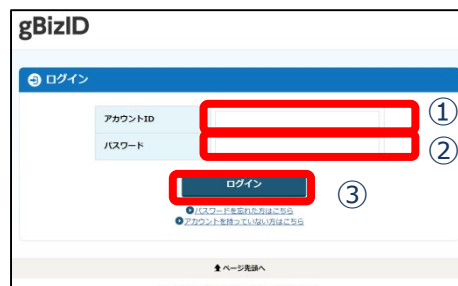 gBizID
ログイン
アカウントID
①
パスワード
②
ログイン
③
パスワードを忘れた方はこちら
アカウントを持っていない方はこちら
ページ先頭へ